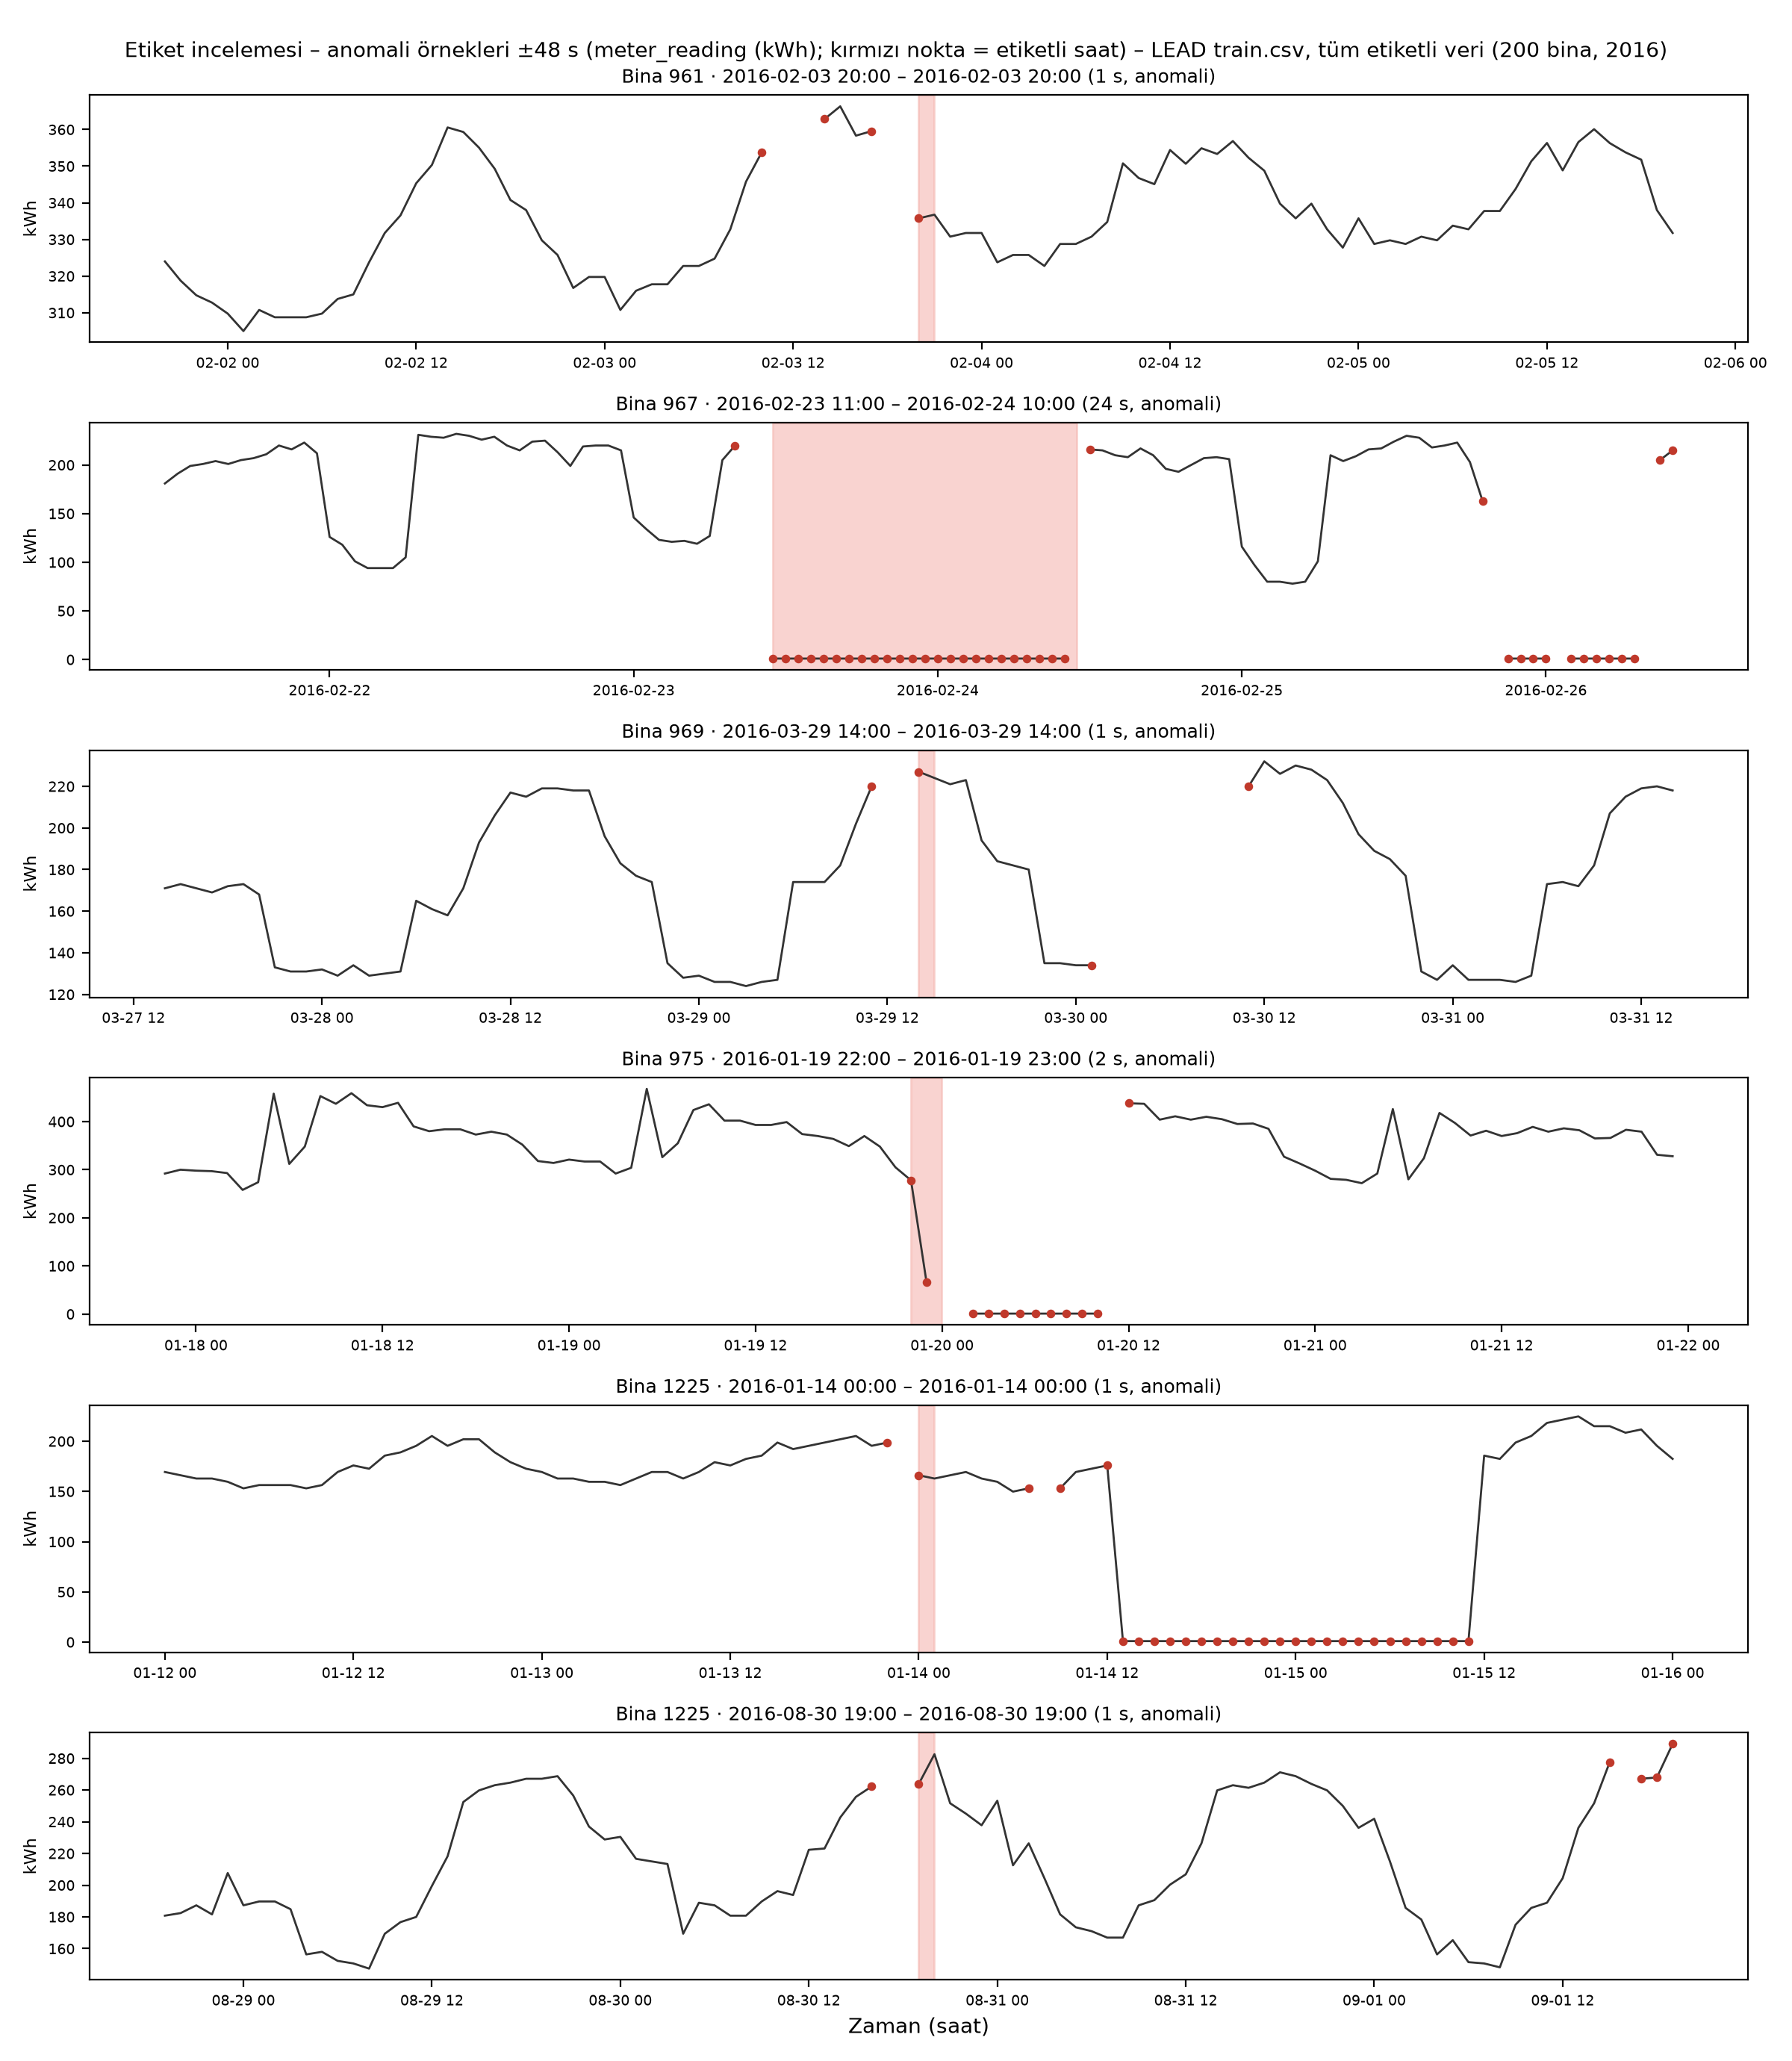 Etiket incelemesi – anomali örnekleri ±48 s (meter_reading (kWh); kırmızı nokta = etiketli saat) – LEAD train.csv, tüm etiketli veri (200 bina, 2016)
Bina 961 · 2016-02-03 20:00 – 2016-02-03 20:00 (1 s, anomali)
kWh
360
350
340
330
320
310
02-02 00 02-02 12 02-03 00 02-03 12 02-04 00 02-04 12 02-05 00 02-05 12 02-06 00
Bina 967 · 2016-02-23 11:00 – 2016-02-24 10:00 (24 s, anomali)
kWh
200
150
100
50
0
2016-02-22 2016-02-23 2016-02-24 2016-02-25 2016-02-26
Bina 969 · 2016-03-29 14:00 – 2016-03-29 14:00 (1 s, anomali)
kWh
220
200
180
160
140
120
03-27 12 03-28 00 03-28 12 03-29 00 03-29 12 03-30 00 03-30 12 03-31 00 03-31 12
Bina 975 · 2016-01-19 22:00 – 2016-01-19 23:00 (2 s, anomali)
kWh
400
300
200
100
0
01-18 00 01-18 12 01-19 00 01-19 12 01-20 00 01-20 12 01-21 00 01-21 12 01-22 00
Bina 1225 · 2016-01-14 00:00 – 2016-01-14 00:00 (1 s, anomali)
kWh
200
150
100
50
0
01-12 00 01-12 12 01-13 00 01-13 12 01-14 00 01-14 12 01-15 00 01-15 12 01-16 00
Bina 1225 · 2016-08-30 19:00 – 2016-08-30 19:00 (1 s, anomali)
kWh
280
260
240
220
200
180
160
08-29 00 08-29 12 08-30 00 08-30 12 08-31 00 08-31 12 09-01 00 09-01 12
Zaman (saat)